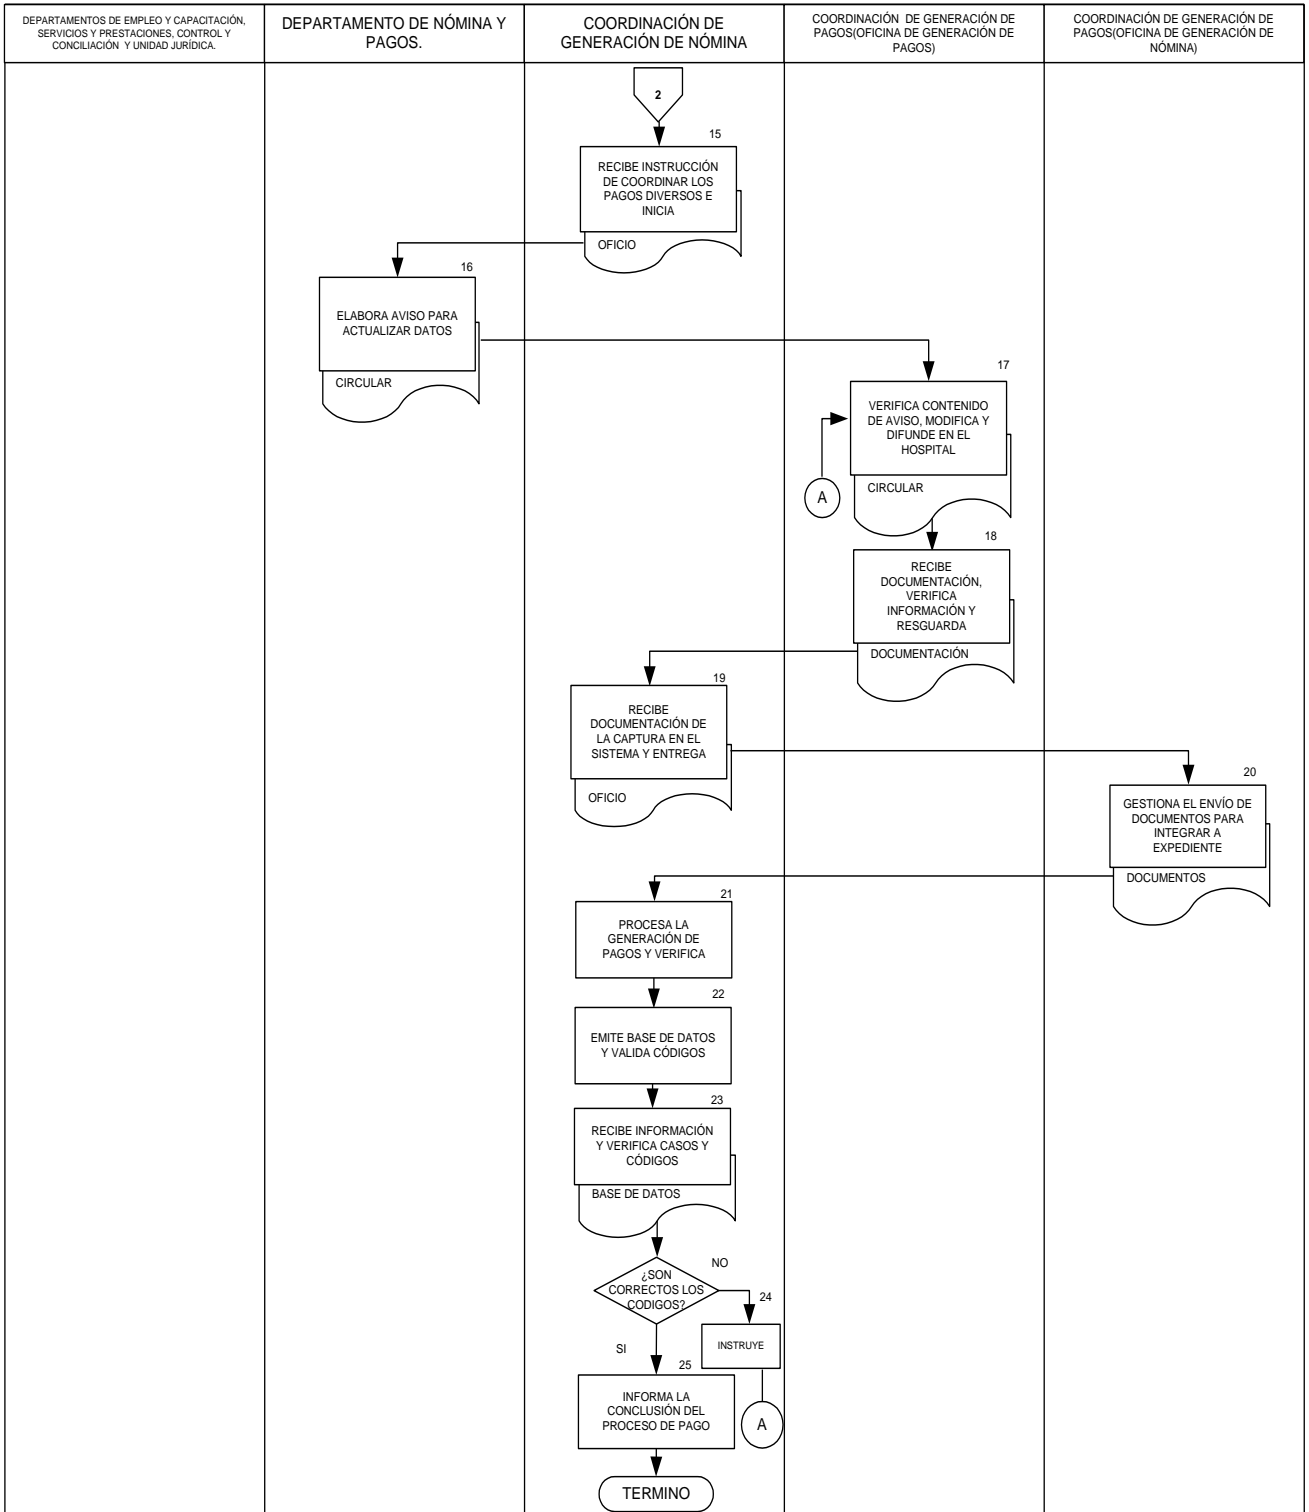 DEPARTAMENTOS DE EMPLEO Y CAPACITACIÓN,
SERVICIOS Y PRESTACIONES, CONTROL Y
CONCILIACIÓN Y UNIDAD JURÍDICA.
DEPARTAMENTO DE NÓMINA Y
PAGOS.
COORDINACIÓN DE
GENERACIÓN DE NÓMINA
COORDINACIÓN DE GENERACIÓN DE
PAGOS(OFICINA DE GENERACIÓN DE
PAGOS)
COORDINACIÓN DE GENERACIÓN DE
PAGOS(OFICINA DE GENERACIÓN DE
NÓMINA)
2
15
RECIBE INSTRUCCIÓN
DE COORDINAR LOS
PAGOS DIVERSOS E
INICIA
OFICIO
16
ELABORA AVISO PARA
ACTUALIZAR DATOS
CIRCULAR
17
VERIFICA CONTENIDO
DE AVISO, MODIFICA Y
DIFUNDE EN EL
HOSPITAL
CIRCULAR
A
18
RECIBE
DOCUMENTACIÓN,
VERIFICA
INFORMACIÓN Y
RESGUARDA
DOCUMENTACIÓN
19
RECIBE
DOCUMENTACIÓN DE
LA CAPTURA EN EL
SISTEMA Y ENTREGA
OFICIO
20
GESTIONA EL ENVÍO DE
DOCUMENTOS PARA
INTEGRAR A
EXPEDIENTE
DOCUMENTOS
21
PROCESA LA
GENERACIÓN DE
PAGOS Y VERIFICA
22
EMITE BASE DE DATOS
Y VALIDA CÓDIGOS
23
RECIBE INFORMACIÓN
Y VERIFICA CASOS Y
CÓDIGOS
BASE DE DATOS
¿SON
CORRECTOS LOS
CODIGOS?
NO
24
INSTRUYE
SI
25
INFORMA LA
CONCLUSIÓN DEL
PROCESO DE PAGO
A
TERMINO